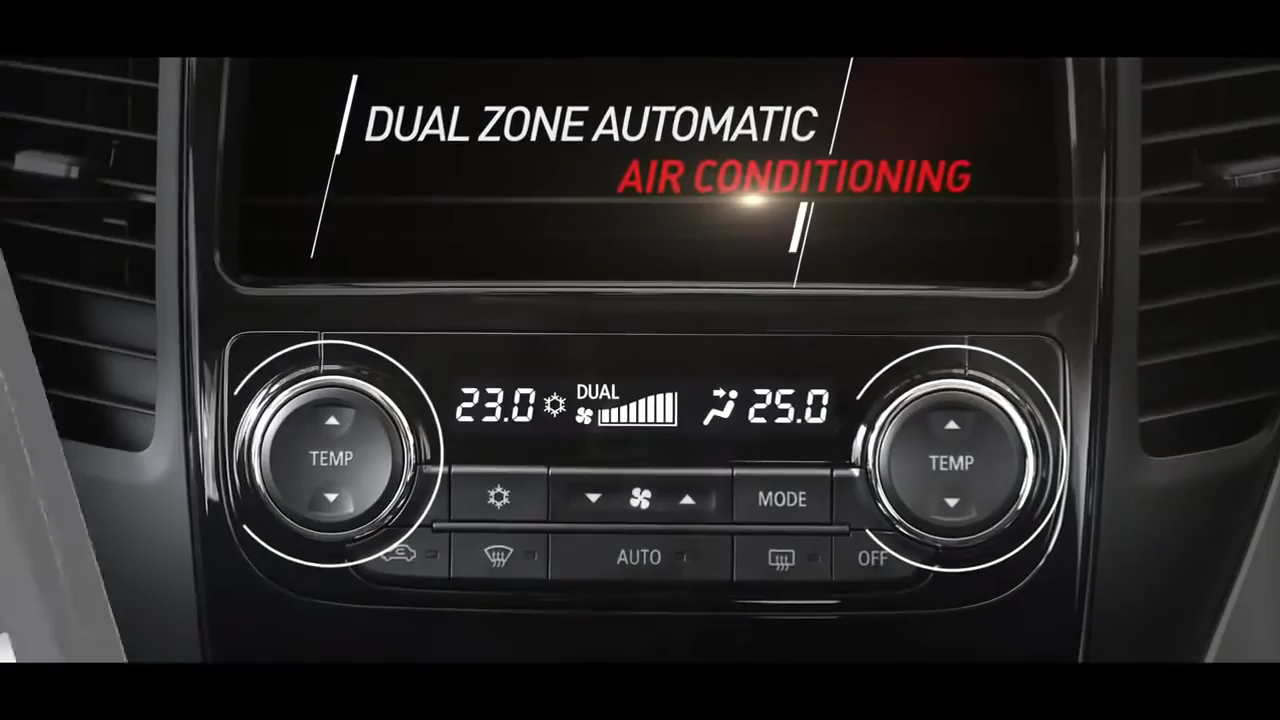 DUAL ZONE AUTOMATIC
AIR CONDITIONING
23.0 DUAL 25.0
TEMP
TEMP
MODE
AUTO
OFF